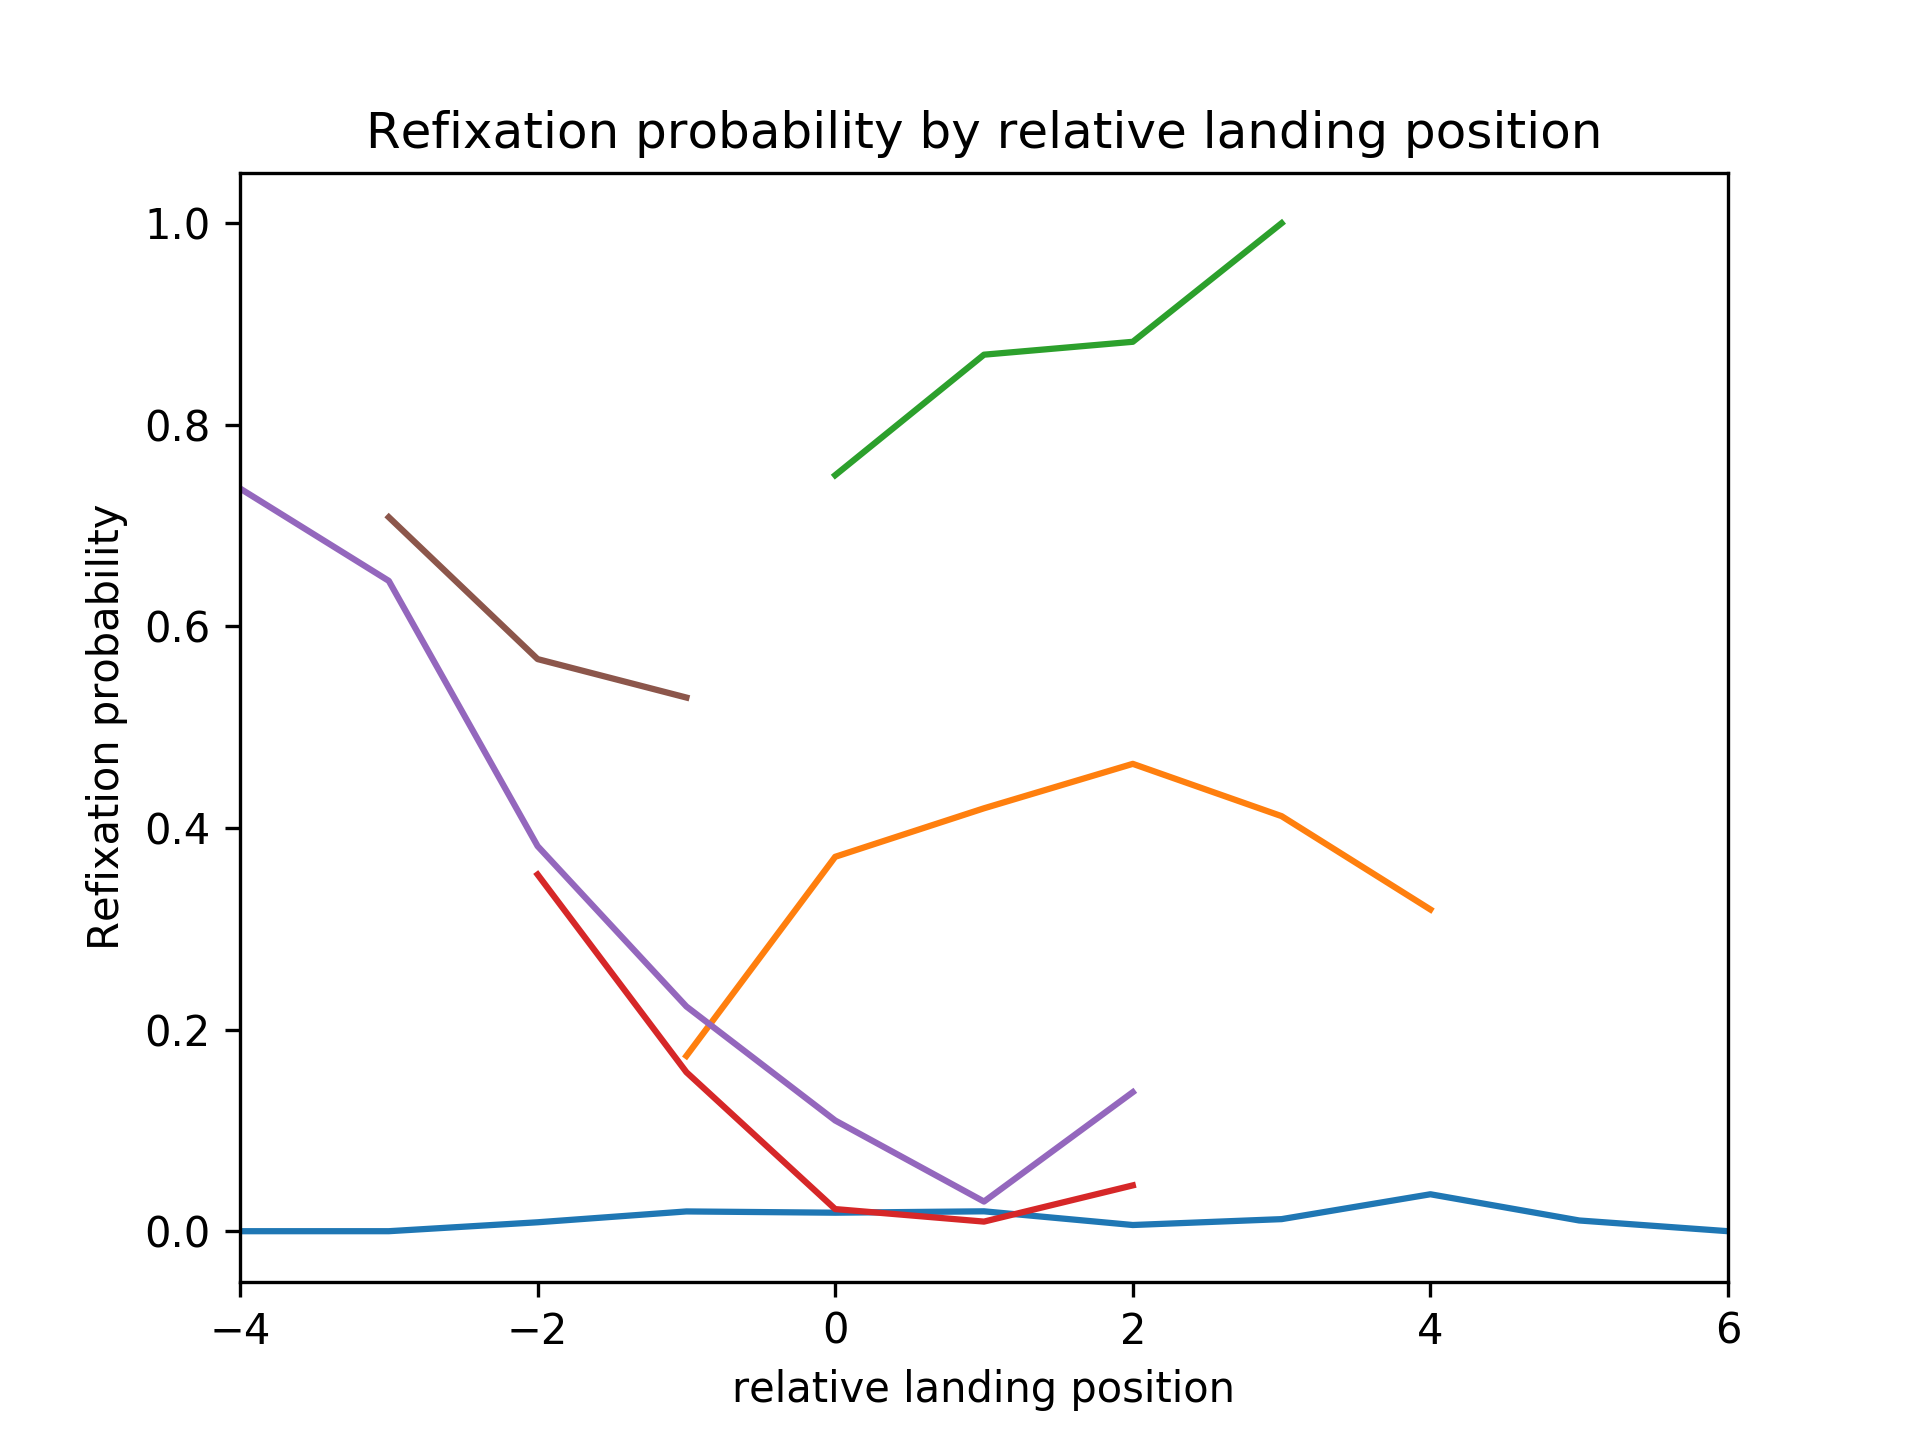 Refixation probability by relative landing position
1.0
0.8
0.6
0.4
0.2
0.0
Refixation probability
−4 −2 0 2 4 6
relative landing position